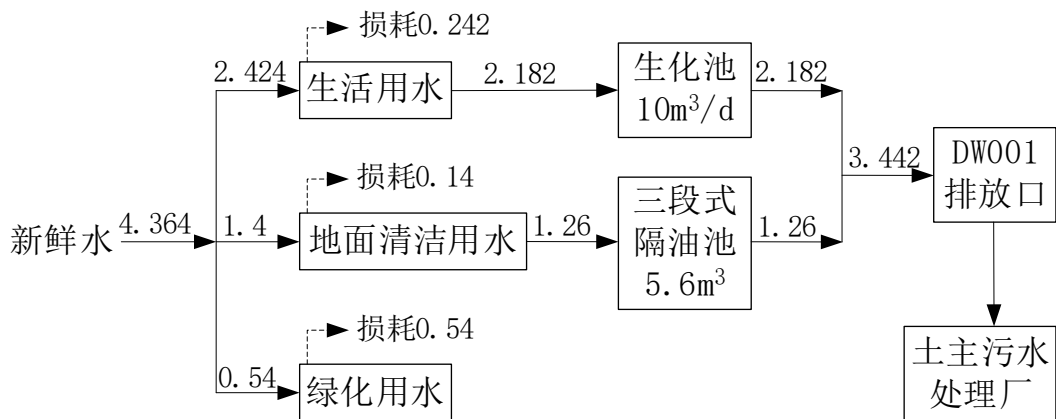 损耗0.242
2.424
生活用水
2.182
生化池
10m³/d
2.182
3.442
DW001
排放口
损耗0.14
新鲜水
4.364
1.4
地面清洁用水
1.26
三段式
隔油池
5.6m³
1.26
损耗0.54
0.54
绿化用水
土主污水
处理厂